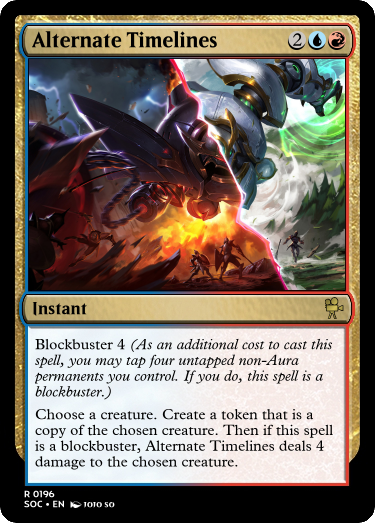 Alternate Timelines 2
Instant
Blockbuster 4 (As an additional cost to cast this
spell, you may tap four untapped non-Aura
permanents you control. If you do, this spell is a
blockbuster.)
Choose a creature. Create a token that is a
copy of the chosen creature. Then if this spell
is a blockbuster, Alternate Timelines deals 4
damage to the chosen creature.
R 0196
SOC • EN JOJO SO